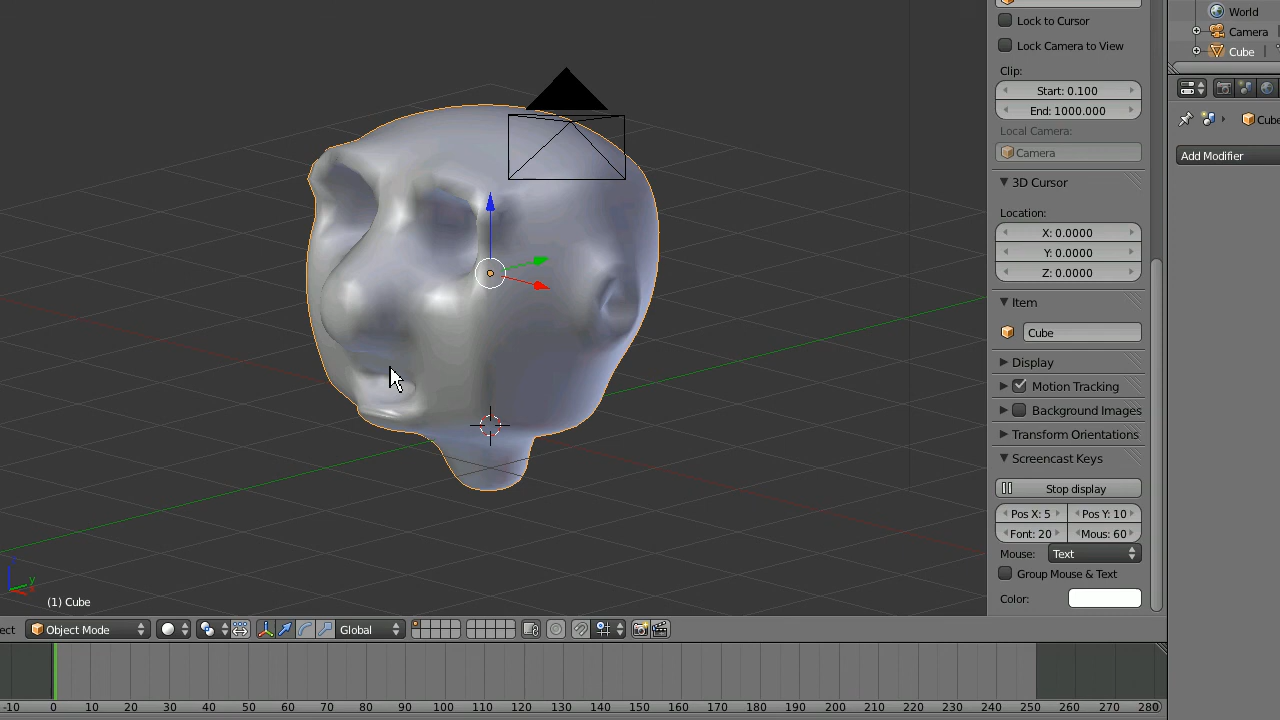 Lock to Cursor
Lock Camera to View
Clip:
Start: 0.100
End: 1000.000
Local Camera:
Camera
3D Cursor
Location:
X: 0.0000
Y: 0.0000
Z: 0.0000
Item
Cube
Display
Motion Tracking
Background Images
Transform Orientations
Screencast Keys
Stop display
Pos X: 5
Pos Y: 10
Font: 20
Mous: 60
Mouse:
Text
Group Mouse & Text
Color:
World
Camera
Cube
Cube
Add Modifier
y
x
(1) Cube
ect
Object Mode
Global
-10 0 10 20 30 40 50 60 70 80 90 100 110 120 130 140 150 160 170 180 190 200 210 220 230 240 250 260 270 280